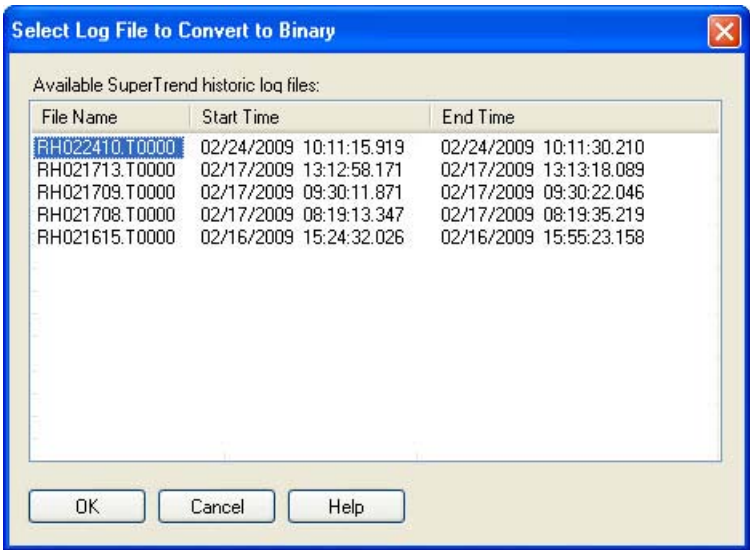 Select Log File to Convert to Binary
Available SuperTrend historic log files:
File Name Start Time End Time
RH022410.T0000 02/24/2009 10:11:15.919 02/24/2009 10:11:30.210
RH021713.T0000 02/17/2009 13:12:58.171 02/17/2009 13:13:18.089
RH021709.T0000 02/17/2009 09:30:11.871 02/17/2009 09:30:22.046
RH021708.T0000 02/17/2009 08:19:13.347 02/17/2009 08:19:35.219
RH021615.T0000 02/16/2009 15:24:32.026 02/16/2009 15:55:23.158
OK Cancel Help